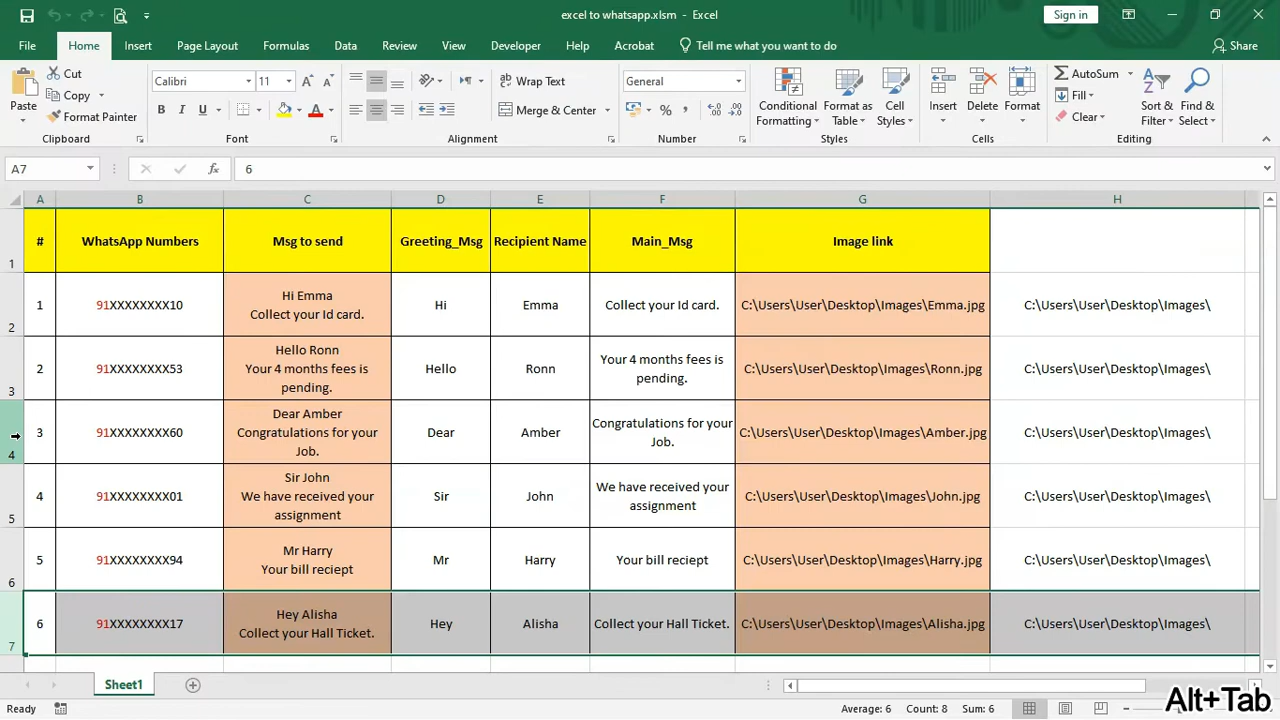 excel to whatsapp.xlsm - Excel
Sign in
File Home Insert Page Layout Formulas Data Review View Developer Help Acrobat Tell me what you want to do Share
Paste
Cut
Copy
Format Painter
Clipboard
Calibri 11
B I U
Font
Wrap Text
Merge & Center
Alignment
General
Number
Conditional Formatting
Format as Table
Cell Styles
Styles
Insert Delete Format
Cells
AutoSum
Fill
Clear
Sort & Filter
Find & Select
Editing
A7 fx 6
A B C D E F G H
1 # WhatsApp Numbers Msg to send Greeting_Msg Recipient Name Main_Msg Image link
2 1 91XXXXXXXX10 Hi Emma Collect your Id card. Hi Emma Collect your Id card. C:\Users\User\Desktop\Images\Emma.jpg C:\Users\User\Desktop\Images\
3 2 91XXXXXXXX53 Hello Ronn Your 4 months fees is pending. Hello Ronn Your 4 months fees is pending. C:\Users\User\Desktop\Images\Ronn.jpg C:\Users\User\Desktop\Images\
4 3 91XXXXXXXX60 Dear Amber Congratulations for your Job. Dear Amber Congratulations for your Job. C:\Users\User\Desktop\Images\Amber.jpg C:\Users\User\Desktop\Images\
5 4 91XXXXXXXX01 Sir John We have received your assignment Sir John We have received your assignment C:\Users\User\Desktop\Images\John.jpg C:\Users\User\Desktop\Images\
6 5 91XXXXXXXX94 Mr Harry Your bill reciept Mr Harry Your bill reciept C:\Users\User\Desktop\Images\Harry.jpg C:\Users\User\Desktop\Images\
7 6 91XXXXXXXX17 Hey Alisha Collect your Hall Ticket. Hey Alisha Collect your Hall Ticket. C:\Users\User\Desktop\Images\Alisha.jpg C:\Users\User\Desktop\Images\
Sheet1
Ready
Average: 6 Count: 8 Sum: 6
Alt+Tab